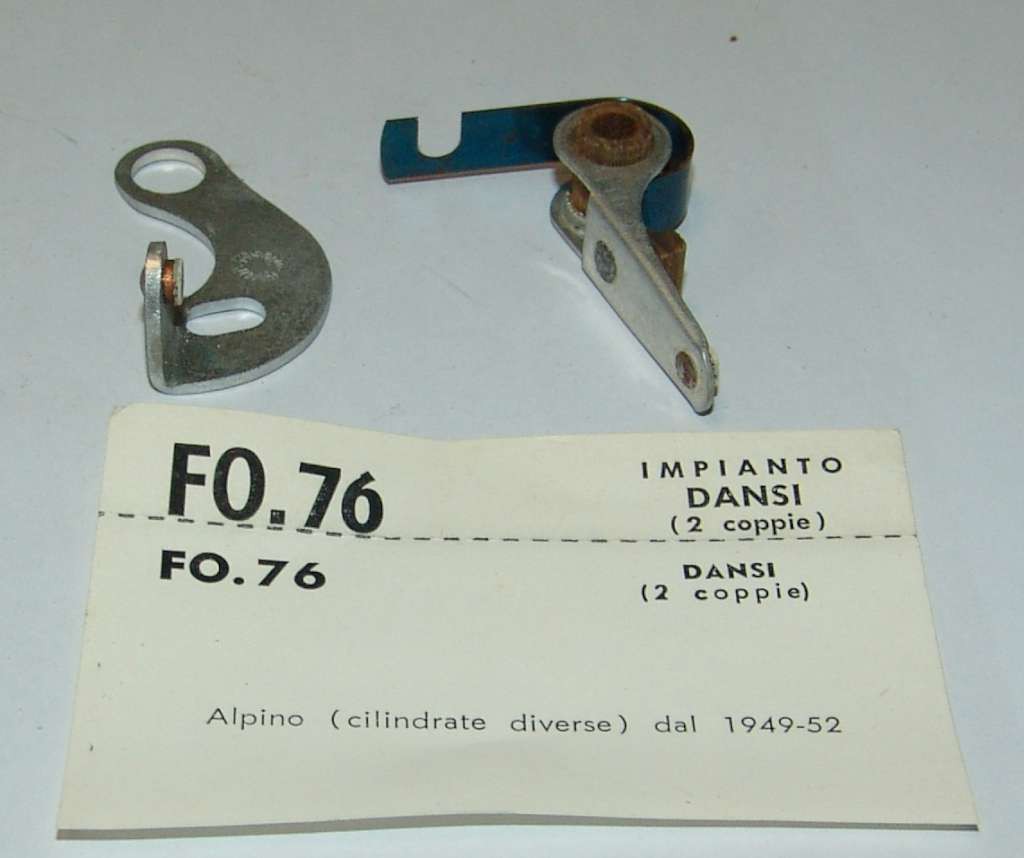 FO.76
IMPIANTO
DANSI
(2 coppie)
FO.76
DANSI
(2 coppie)
Alpino (cilindrate diverse) dal 1949-52